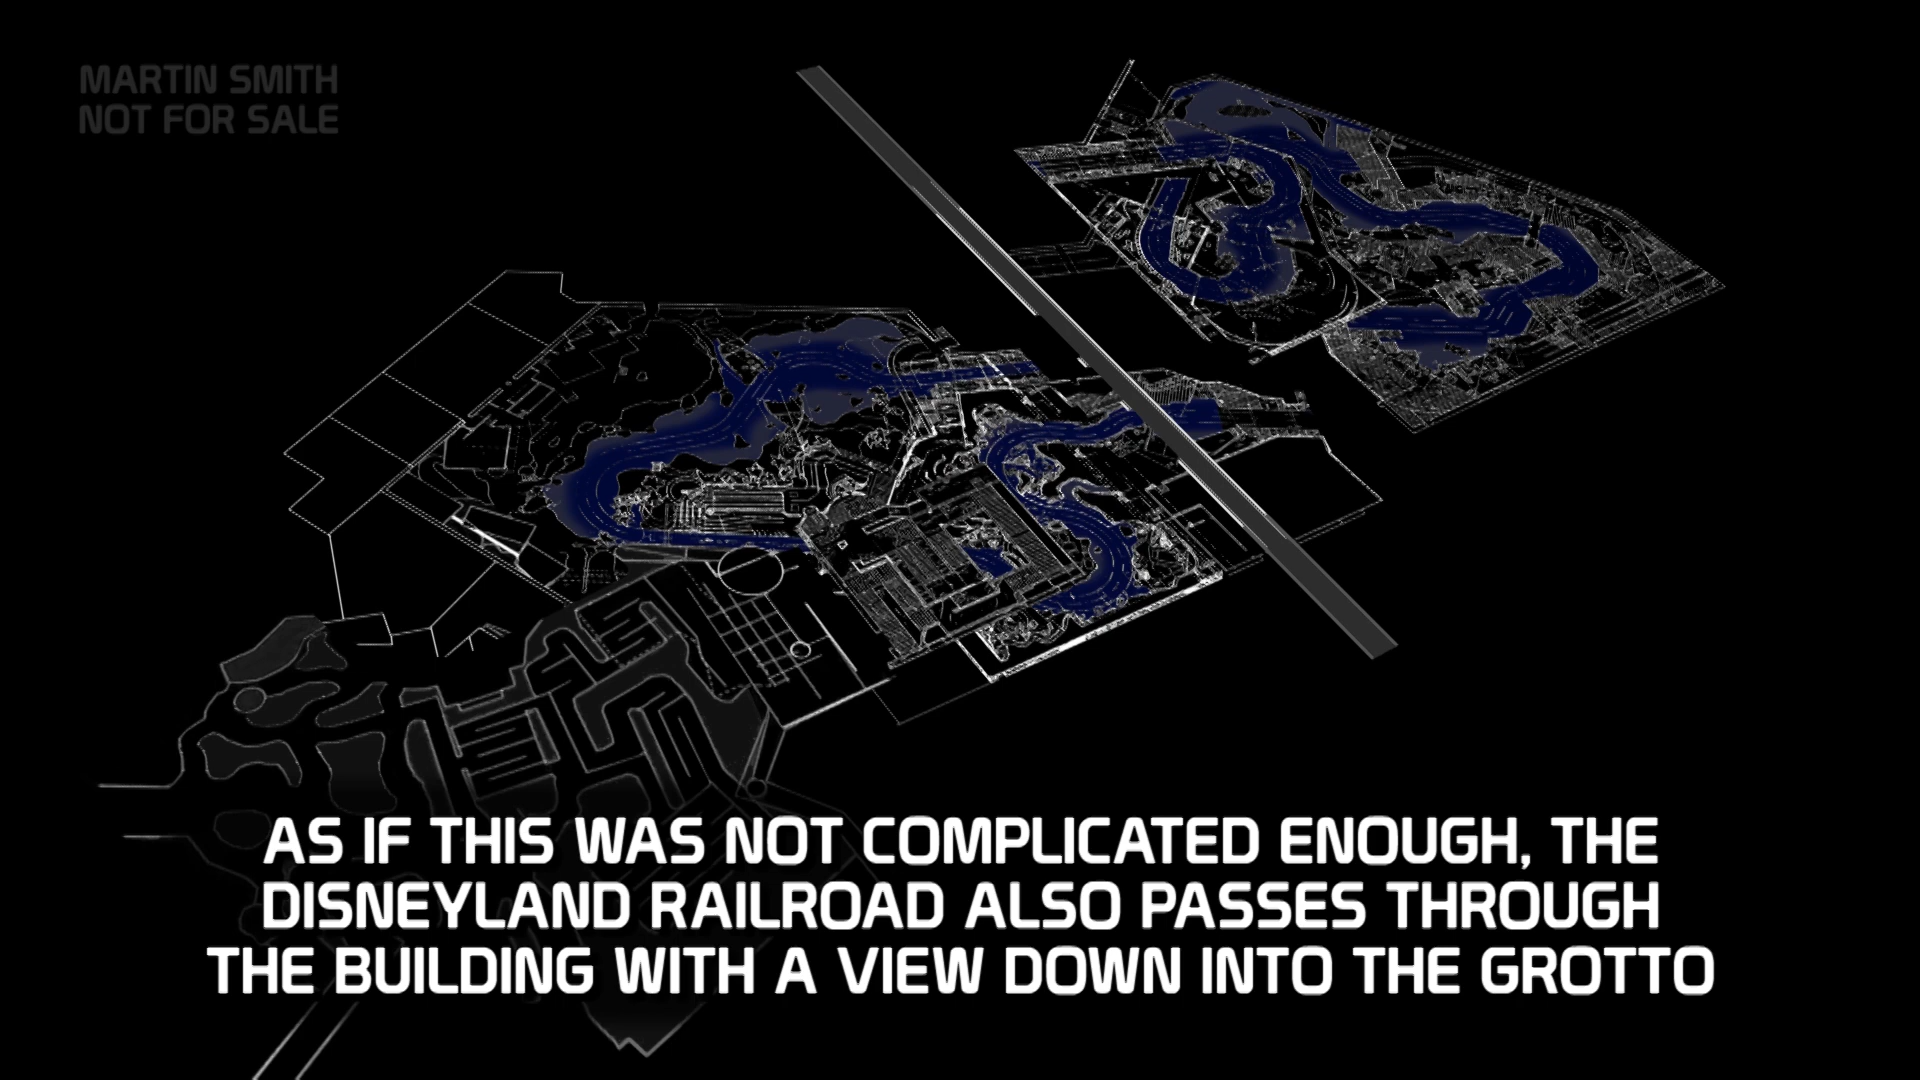 MARTIN SMITH
NOT FOR SALE
AS IF THIS WAS NOT COMPLICATED ENOUGH, THE
DISNEYLAND RAILROAD ALSO PASSES THROUGH
THE BUILDING WITH A VIEW DOWN INTO THE GROTTO